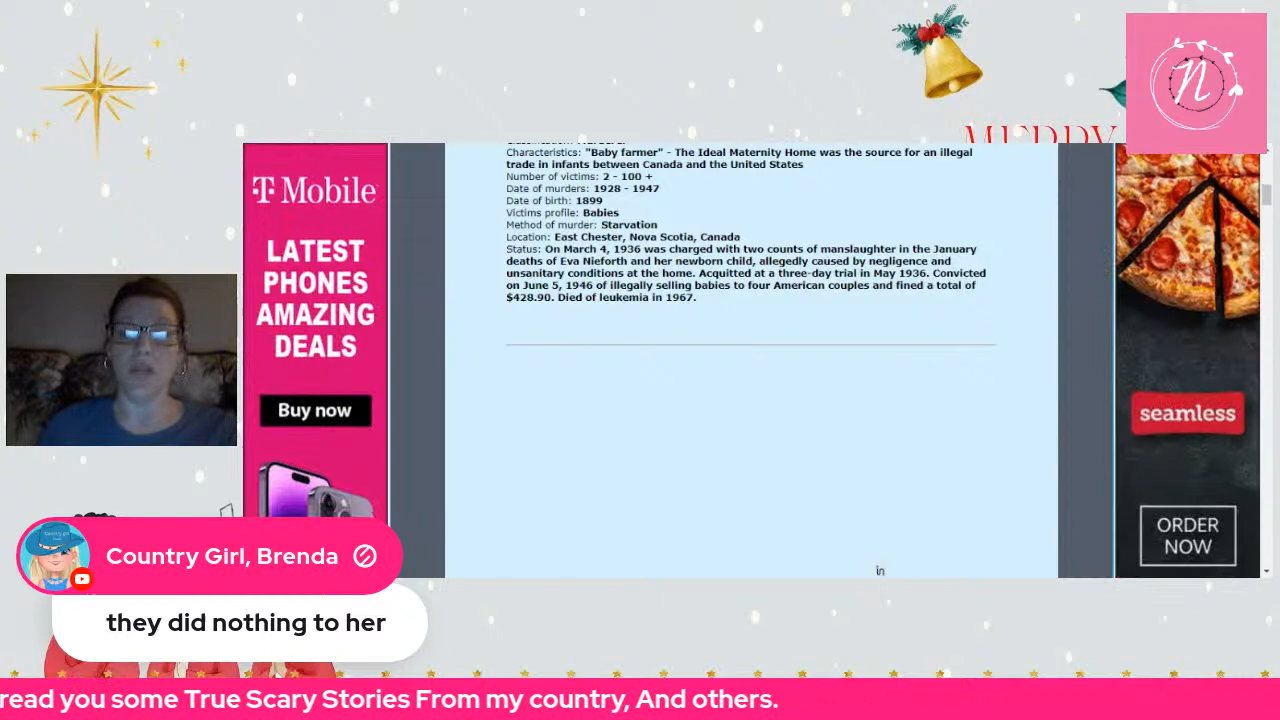 MERRY
n
Characteristics: "Baby farmer" - The Ideal Maternity Home was the source for an illegal
trade in infants between Canada and the United States
Number of victims: 2 - 100 +
Date of murders: 1928 - 1947
Date of birth: 1899
Victims profile: Babies
Method of murder: Starvation
Location: East Chester, Nova Scotia, Canada
Status: On March 4, 1936 was charged with two counts of manslaughter in the January
deaths of Eva Nieforth and her newborn child, allegedly caused by negligence and
unsanitary conditions at the home. Acquitted at a three-day trial in May 1936. Convicted
on June 5, 1946 of illegally selling babies to four American couples and fined a total of
$428.90. Died of leukemia in 1967.
T Mobile
LATEST
PHONES
AMAZING
DEALS
Buy now
seamless
ORDER
NOW
Country Girl, Brenda
they did nothing to her
read you some True Scary Stories From my country, And others.